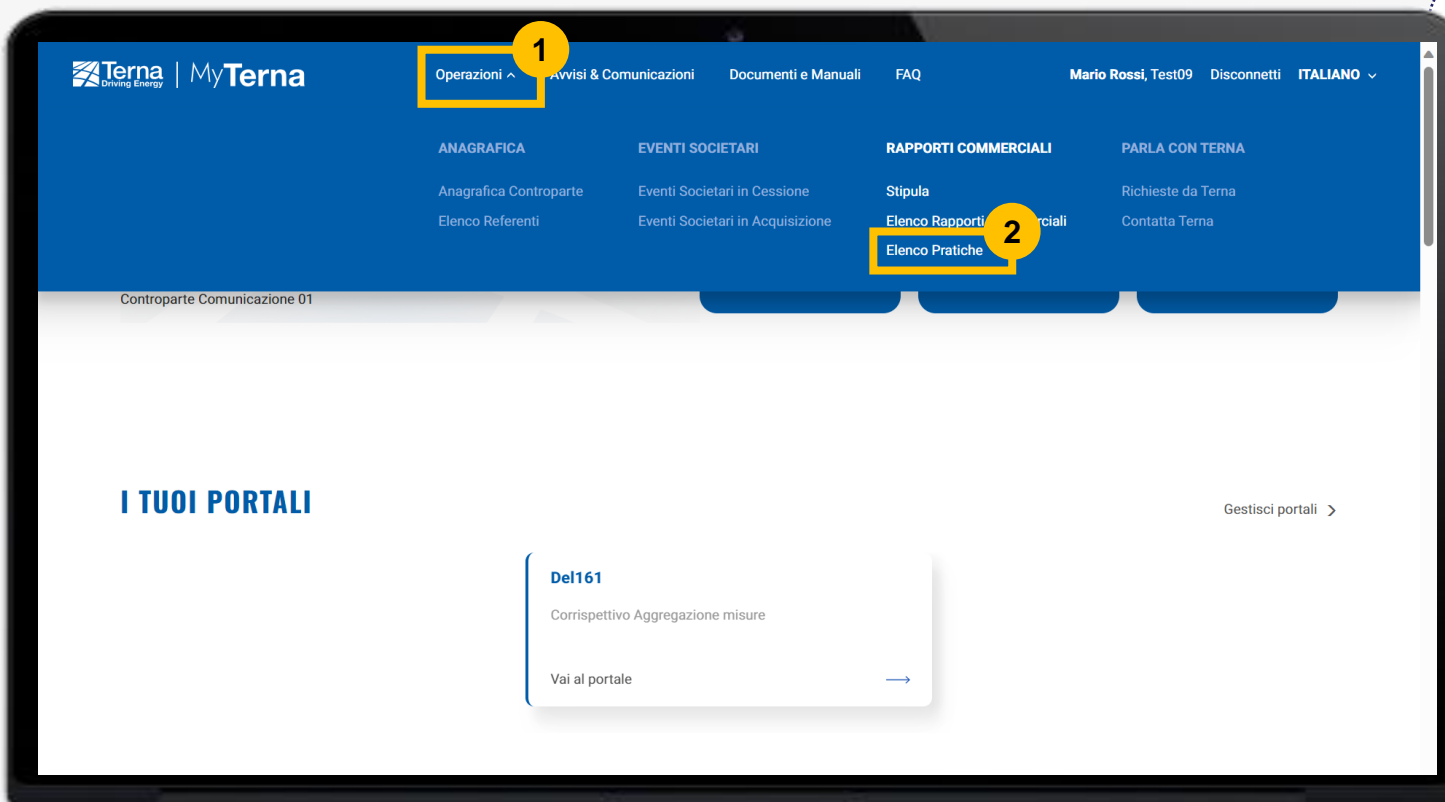 Terna Driving Energy | MyTerna
1
Operazioni Avvisi & Comunicazioni Documenti e Manuali FAQ Mario Rossi, Test09 Disconnetti ITALIANO
ANAGRAFICA EVENTI SOCIETARI RAPPORTI COMMERCIALI PARLA CON TERNA
Anagrafica Controparte Eventi Societari in Cessione Stipula Richieste da Terna
Elenco Referenti Eventi Societari in Acquisizione Elenco Rapporti rciali Contatta Terna
2
Elenco Pratiche
Controparte Comunicazione 01
I TUOI PORTALI
Gestisci portali
Del161
Corrispettivo Aggregazione misure
Vai al portale